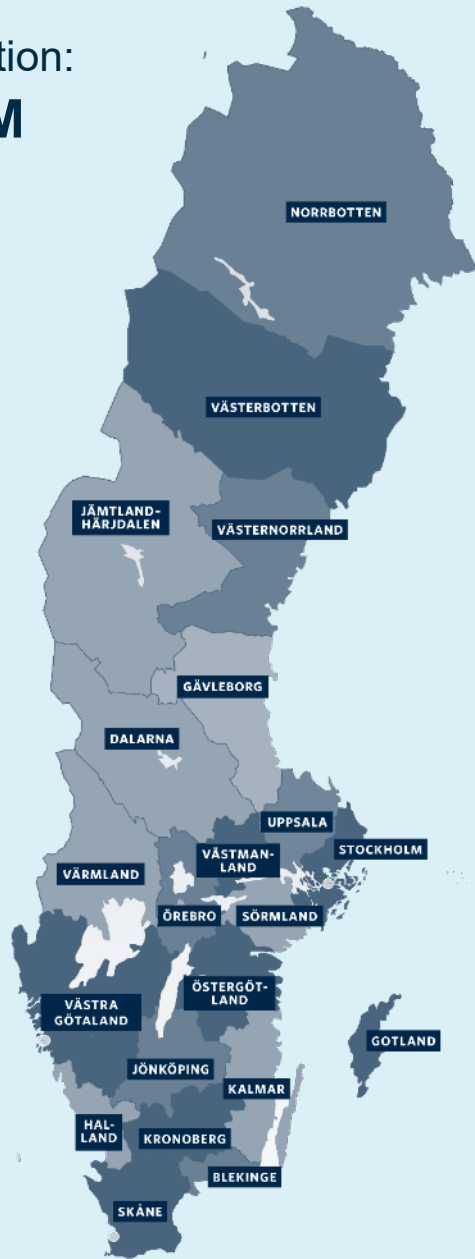 tion:
M
NORRBOTTEN
VÄSTERBOTTEN
JÄMTLAND-
HÄRJDALEN
VÄSTERNORRLAND
GÄVLEBORG
DALARNA
UPPSALA
STOCKHOLM
VÄSTMAN-
LAND
VÄRMLAND
ÖREBRO
SÖRMLAND
ÖSTERGÖT-
LAND
VÄSTRA
GÖTALAND
GOTLAND
JÖNKÖPING
KALMAR
HAL-
LAND
KRONOBERG
BLEKINGE
SKÅNE